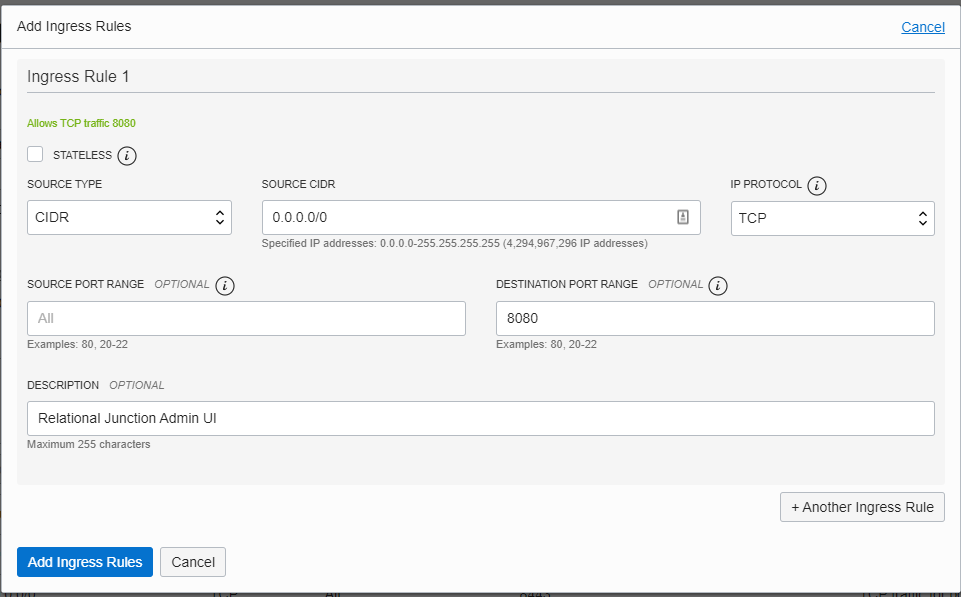 Add Ingress Rules Cancel
Ingress Rule 1
Allows TCP traffic 8080
STATELESS i
SOURCE TYPE SOURCE CIDR IP PROTOCOL i
CIDR 0.0.0.0/0 TCP
Specified IP addresses: 0.0.0.0-255.255.255.255 (4,294,967,296 IP addresses)
SOURCE PORT RANGE OPTIONAL i DESTINATION PORT RANGE OPTIONAL i
All 8080
Examples: 80, 20-22 Examples: 80, 20-22
DESCRIPTION OPTIONAL
Relational Junction Admin UI
Maximum 255 characters
+ Another Ingress Rule
Add Ingress Rules Cancel
TCP All 8443